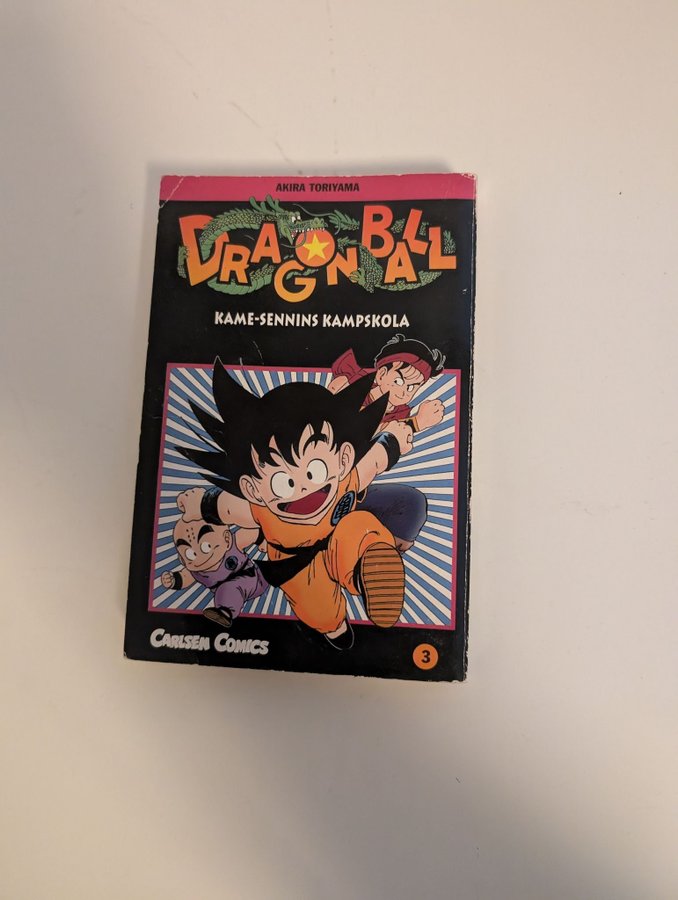 AKIRA TORIYAMA
DRAGON BALL
KAME-SENNINS KAMPSKOLA
CARLSEN COMICS
3